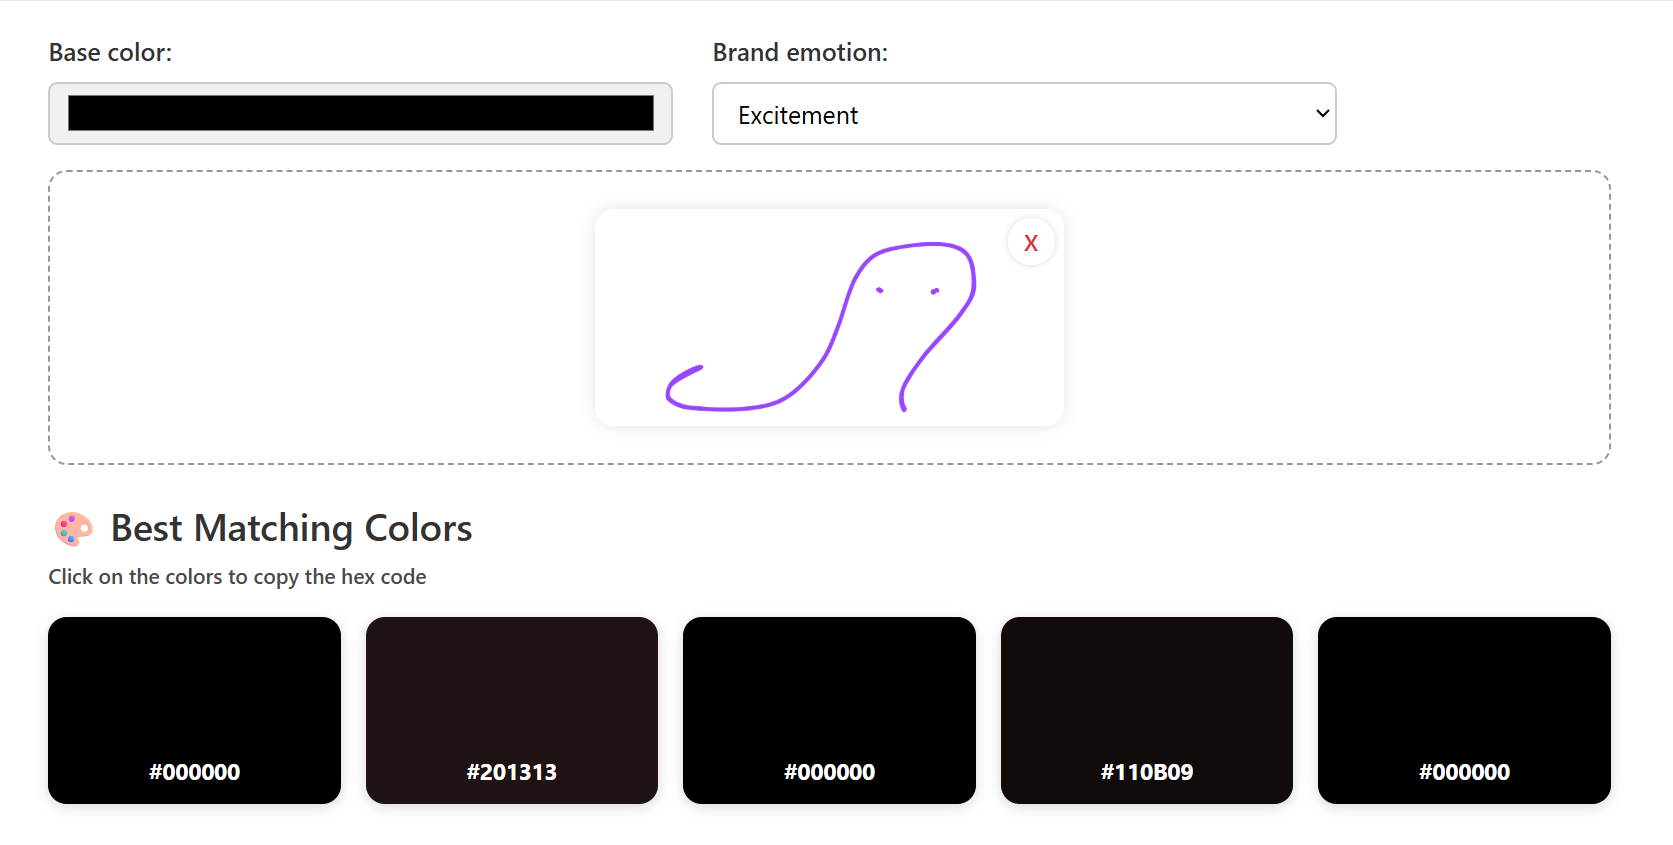 Base color:
Brand emotion:
Excitement
X
Best Matching Colors
Click on the colors to copy the hex code
#000000
#201313
#000000
#110B09
#000000